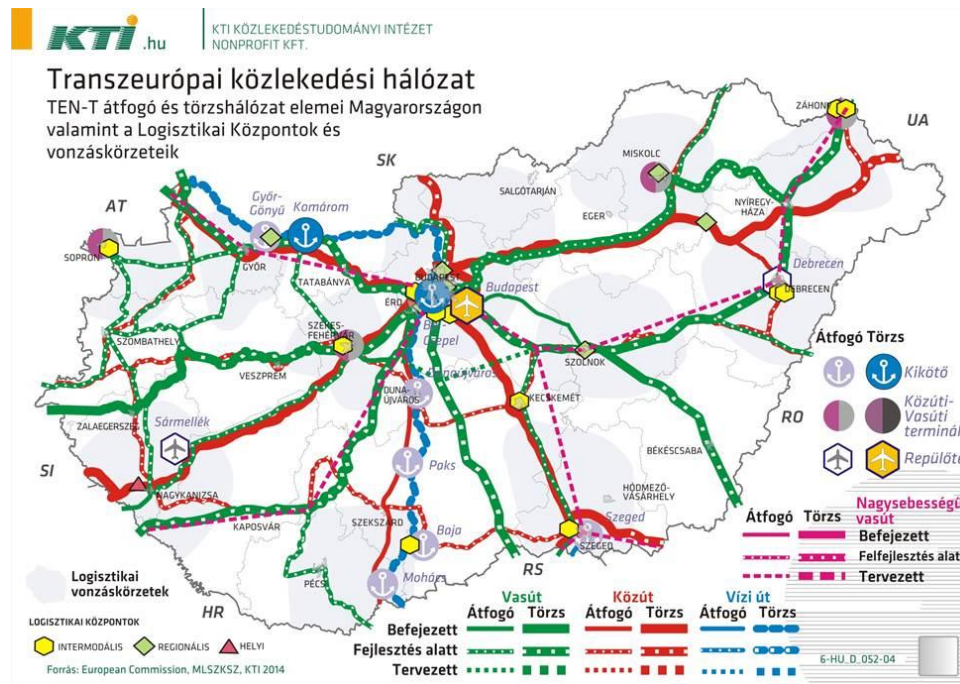 KTI.hu
KTI KÖZLEKEDÉSTUDOMÁNYI INTÉZET
NONPROFIT KFT.
Transzeurópai közlekedési hálózat
TEN-T átfogó és törzshálózat elemei Magyarországon
valamint a Logisztikai Központok és
vonzáskörzeteik
SK
UA
AT
ZÁHONY
MISKOLC
SALGÓTARJÁN
EGER
NYÍREGY-
HÁZA
Győr-
Gönyű
Komárom
SOPRON
GYŐR
TATABÁNYA
BUDAPEST
ÉRD
Budapest
Debrecen
DEBRECEN
SZOMBATHELY
SZÉKES-
FEHÉRVÁR
Csepel
VESZPRÉM
Dunaújváros
DUNA-
ÚJVÁROS
SZOLNOK
KECSKEMÉT
ZALAEGERSZEG
Sármellék
SI
NAGYKANIZSA
Paks
BÉKÉSCSABA
RO
HÓDMEZŐ-
VÁSÁRHELY
KAPOSVÁR
SZEKSZÁRD
Baja
Szeged
SZEGED
PÉCS
Mohács
RS
HR
Átfogó Törzs
Kikötő
Közúti-
Vasúti
terminál
Repülőté
Nagysebességű
vasút
Átfogó Törzs
Befejezett
Felfejlesztés alat
Tervezett
Logisztikai
vonzáskörzetek
LOGISZTIKAI KÖZPONTOK
INTERMODÁLIS REGIONÁLIS HELYI
Forrás: European Commission, MLSZKSZ, KTI 2014
Vasút Közút Vízi út
Átfogó Törzs Átfogó Törzs Átfogó Törzs
Befejezett
Fejlesztés alatt
Tervezett
6-HU_D_052-04